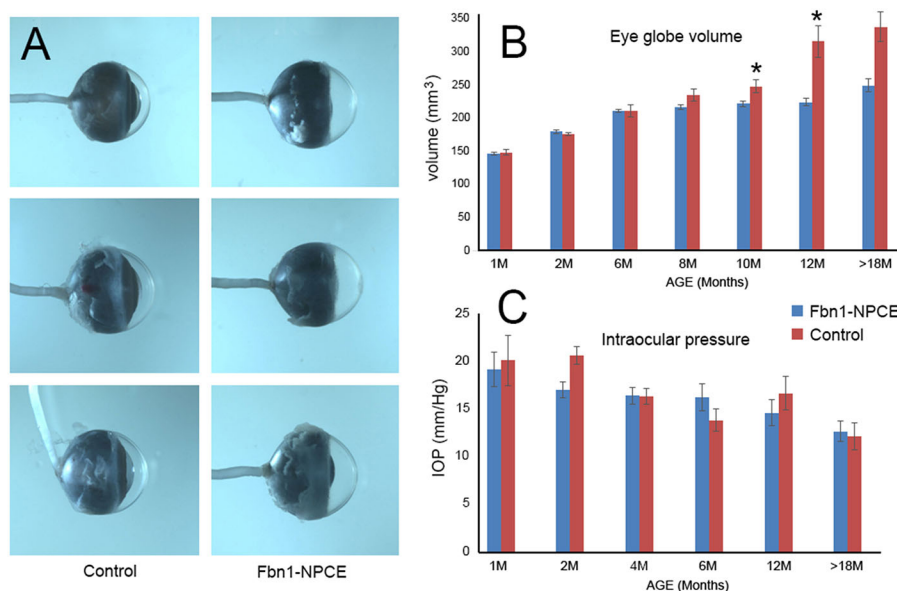 A
Control
Fbn1-NPCE
B
Eye globe volume
volume (mm³)
350
300
250
200
150
100
50
0
*
*
1M 2M 6M 8M 10M 12M >18M
AGE (Months)
C
Intraocular pressure
Fbn1-NPCE
Control
IOP (mm/Hg)
25
20
15
10
5
0
1M 2M 4M 6M 12M >18M
AGE (Months)